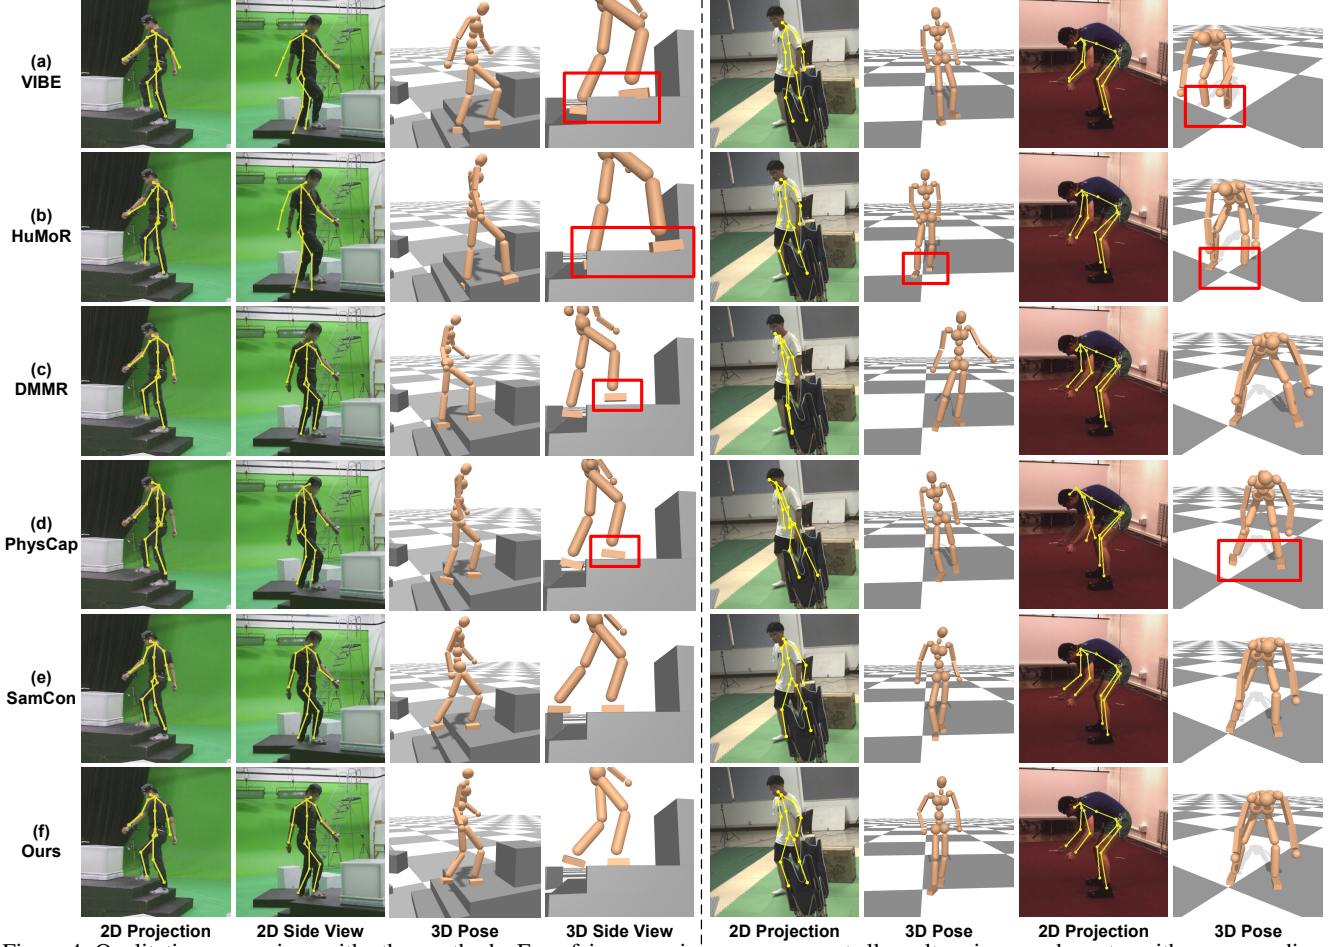 (a)
VIBE
(b)
HuMoR
(c)
DMMR
(d)
PhysCap
(e)
SamCon
(f)
Ours
2D Projection 2D Side View 3D Pose 3D Side View 2D Projection 3D Pose 2D Projection 3D Pose